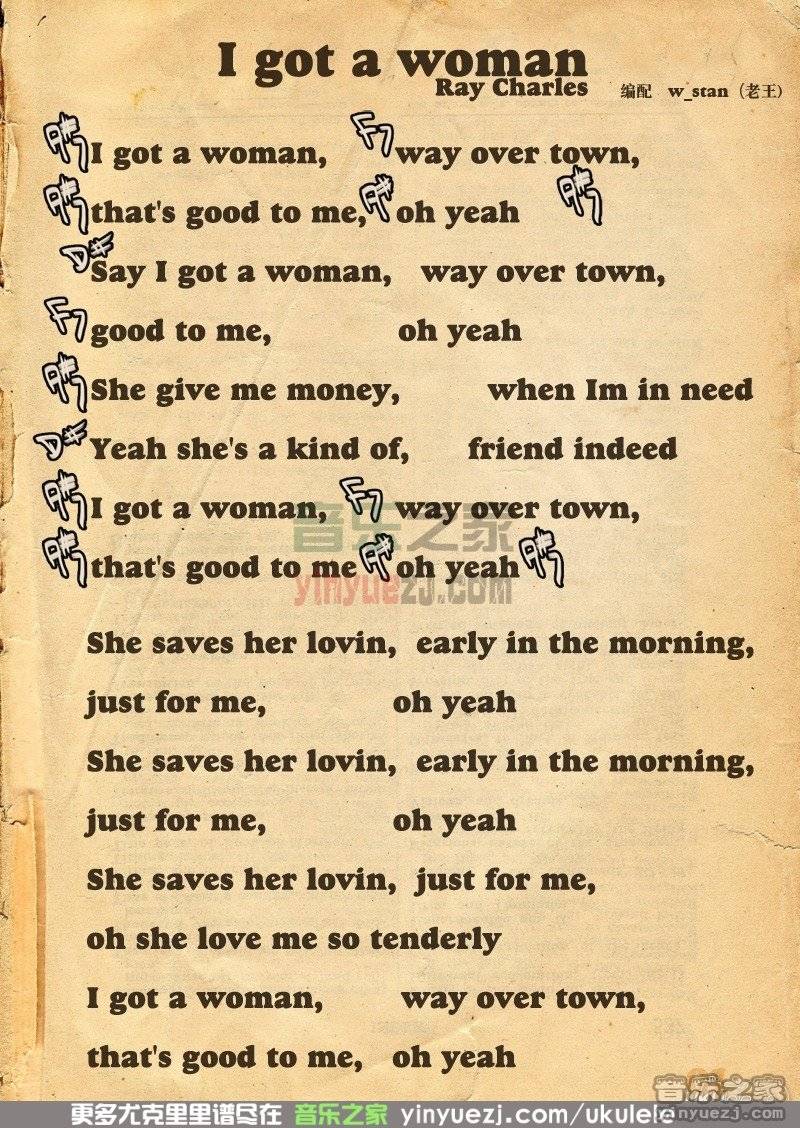 I got a woman
Ray Charles 编配 w_stan（老王）
A#7 I got a woman, F7 way over town,
A#7 that's good to me, A# oh yeah A#7
D# Say I got a woman, way over town,
F7 good to me, oh yeah
A#7 She give me money, when Im in need
D# Yeah she's a kind of, friend indeed
A#7 I got a woman, F7 way over town,
A#7 that's good to me A# oh yeah A#7
音乐之家
yinyuezj.com
She saves her lovin, early in the morning,
just for me, oh yeah
She saves her lovin, early in the morning,
just for me, oh yeah
She saves her lovin, just for me,
oh she love me so tenderly
I got a woman, way over town,
that's good to me, oh yeah
音乐之家
更多尤克里里谱尽在 音乐之家 yinyuezj.com/ukulele
yinyuezj.com